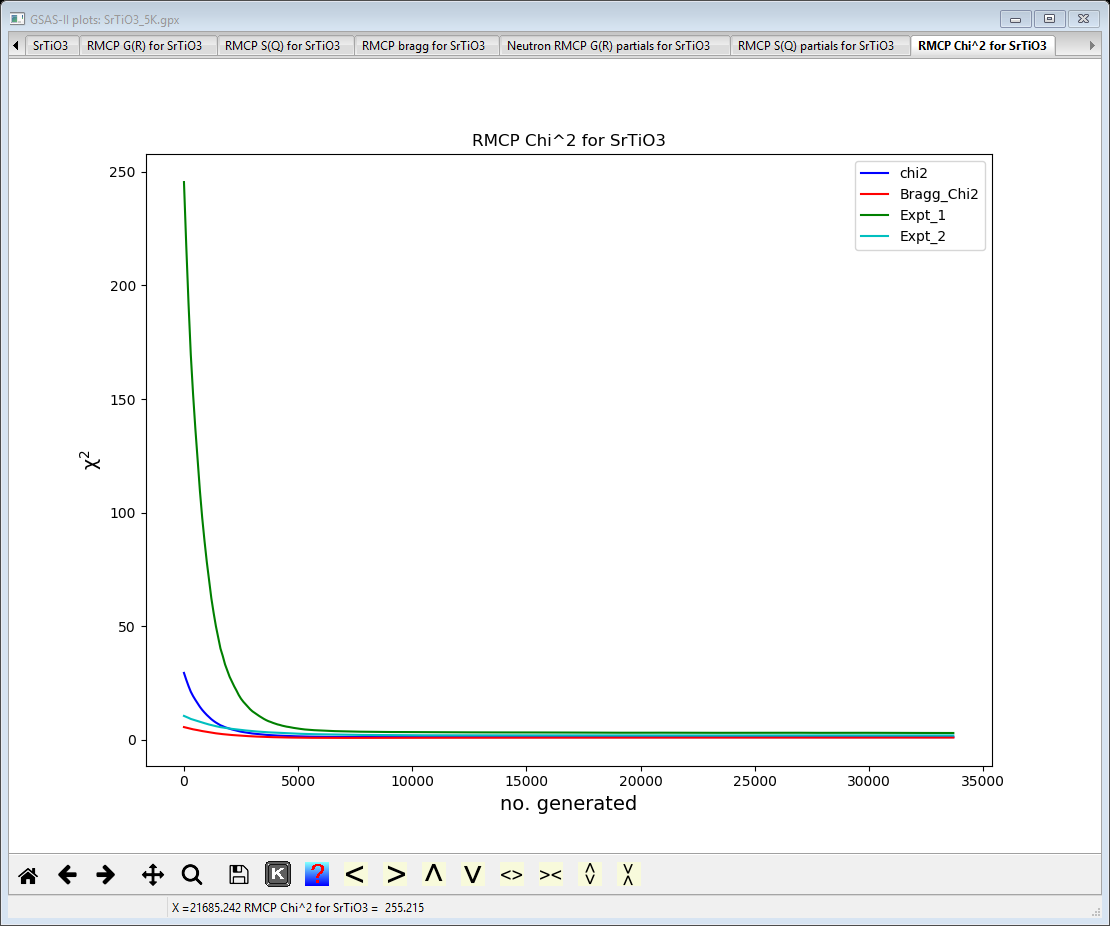 GSAS-II plots: SrTiO3_5K.gpx
SrTiO3 RMCP G(R) for SrTiO3 RMCP S(Q) for SrTiO3 RMCP bragg for SrTiO3 Neutron RMCP G(R) partials for SrTiO3 RMCP S(Q) partials for SrTiO3 RMCP Chi^2 for SrTiO3
RMCP Chi^2 for SrTiO3
chi2
Bragg_Chi2
Expt_1
Expt_2
250
200
150
100
50
0
χ²
0 5000 10000 15000 20000 25000 30000 35000
no. generated
K ? < > Λ V <> ><
X =21685.242 RMCP Chi^2 for SrTiO3 = 255.215